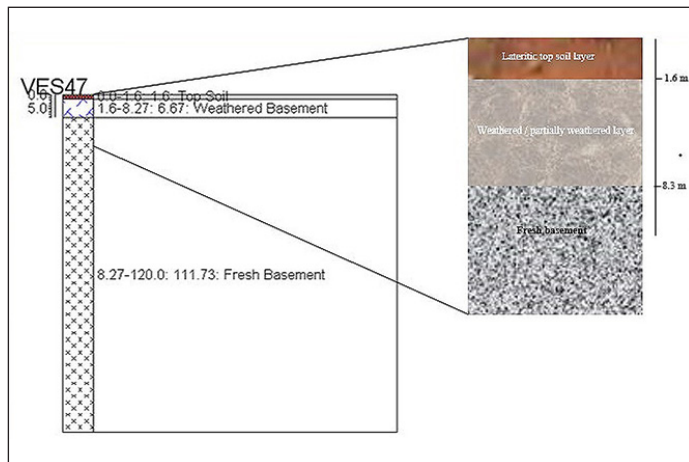 VES47
0.0
0.0-1.6: 1.6: Top Soil
5.0
1.6-8.27: 6.67: Weathered Basement
8.27-120.0: 111.73: Fresh Basement
Lateritic top soil layer
1.6 m
Weathered / partially weathered layer
8.3 m
Fresh basement